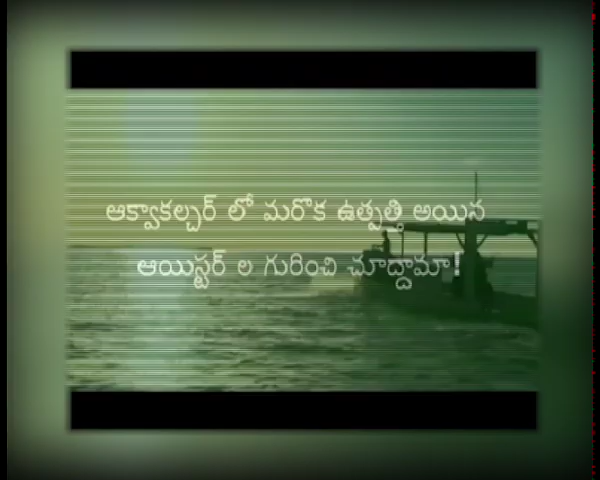 ఆక్వాకల్చర్ లో మరొక ఉత్పత్తి అయిన
ఆయిస్టర్ ల గురించి చూద్దామా!